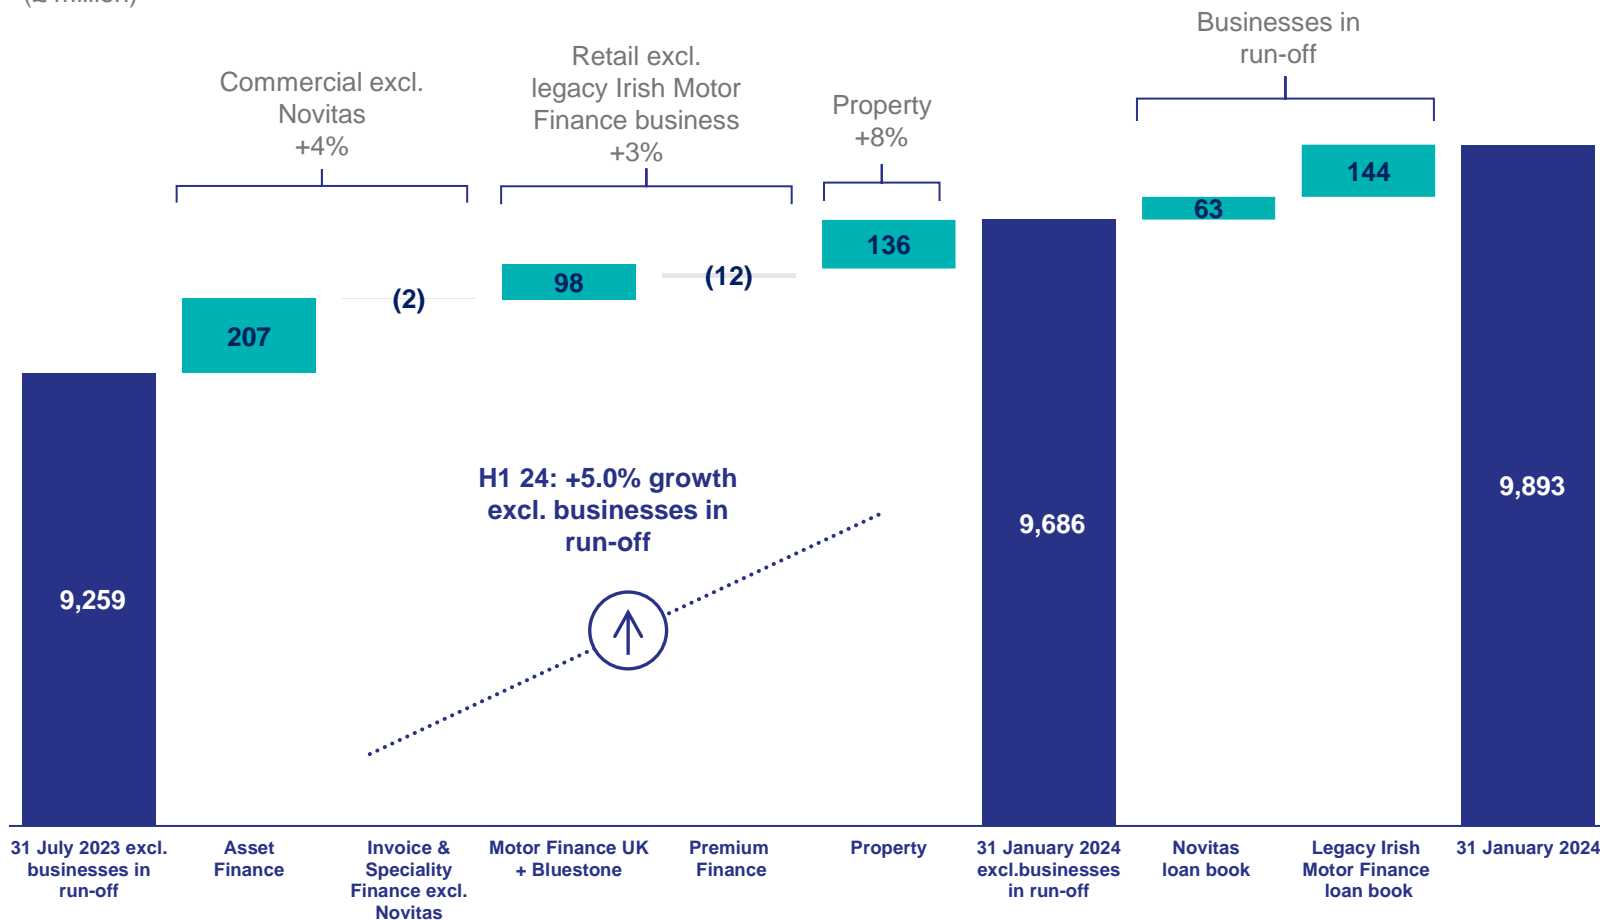 Commercial excl.
Novitas
+4%
Retail excl.
legacy Irish Motor
Finance business
+3%
Property
+8%
Businesses in
run-off
9,259
207
(2)
98
(12)
136
9,686
63
144
9,893
H1 24: +5.0% growth
excl. businesses in
run-off
31 July 2023 excl.
businesses in
run-off
Asset
Finance
Invoice &
Speciality
Finance excl.
Novitas
Motor Finance UK
+ Bluestone
Premium
Finance
Property
31 January 2024
excl.businesses
in run-off
Novitas
loan book
Legacy Irish
Motor Finance
loan book
31 January 2024